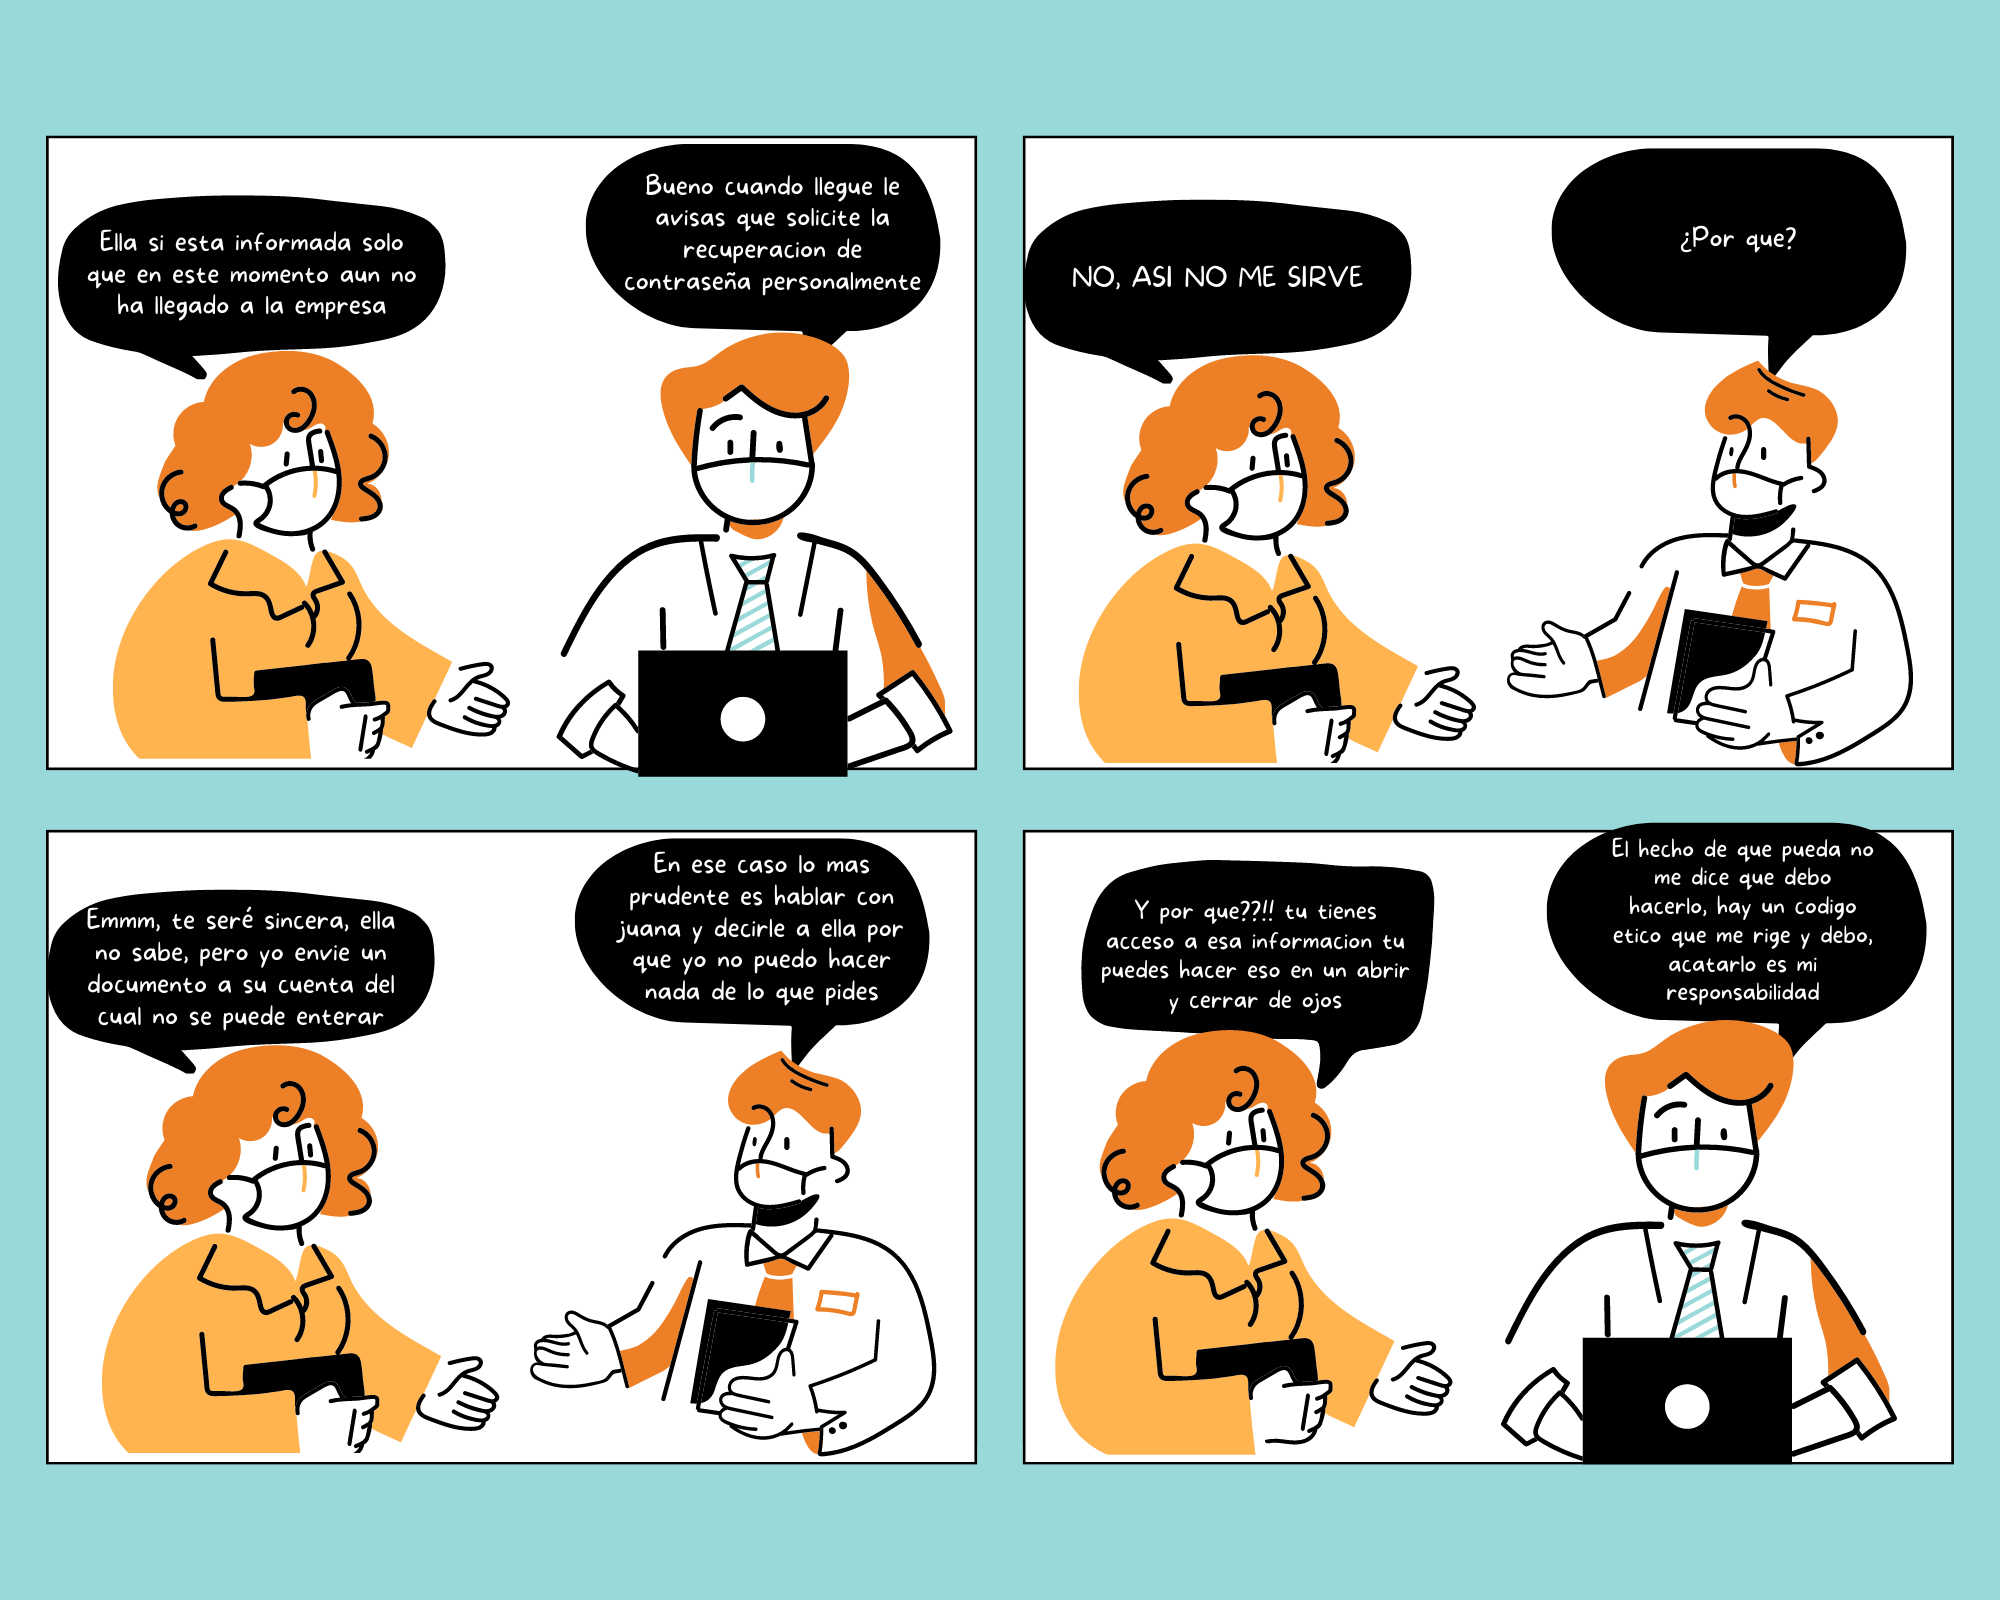 Ella si esta informada solo
que en este momento aun no
ha llegado a la empresa
Bueno cuando llegue le
avisas que solicite la
recuperacion de
contraseña personalmente
NO, ASI NO ME SIRVE
¿Por que?
Emmm, te seré sincera, ella
no sabe, pero yo envie un
documento a su cuenta del
cual no se puede enterar
En ese caso lo mas
prudente es hablar con
juana y decirle a ella por
que yo no puedo hacer
nada de lo que pides
Y por que??!! tu tienes
acceso a esa informacion tu
puedes hacer eso en un abrir
y cerrar de ojos
El hecho de que pueda no
me dice que debo
hacerlo, hay un codigo
etico que me rige y debo,
acatarlo es mi
responsabilidad